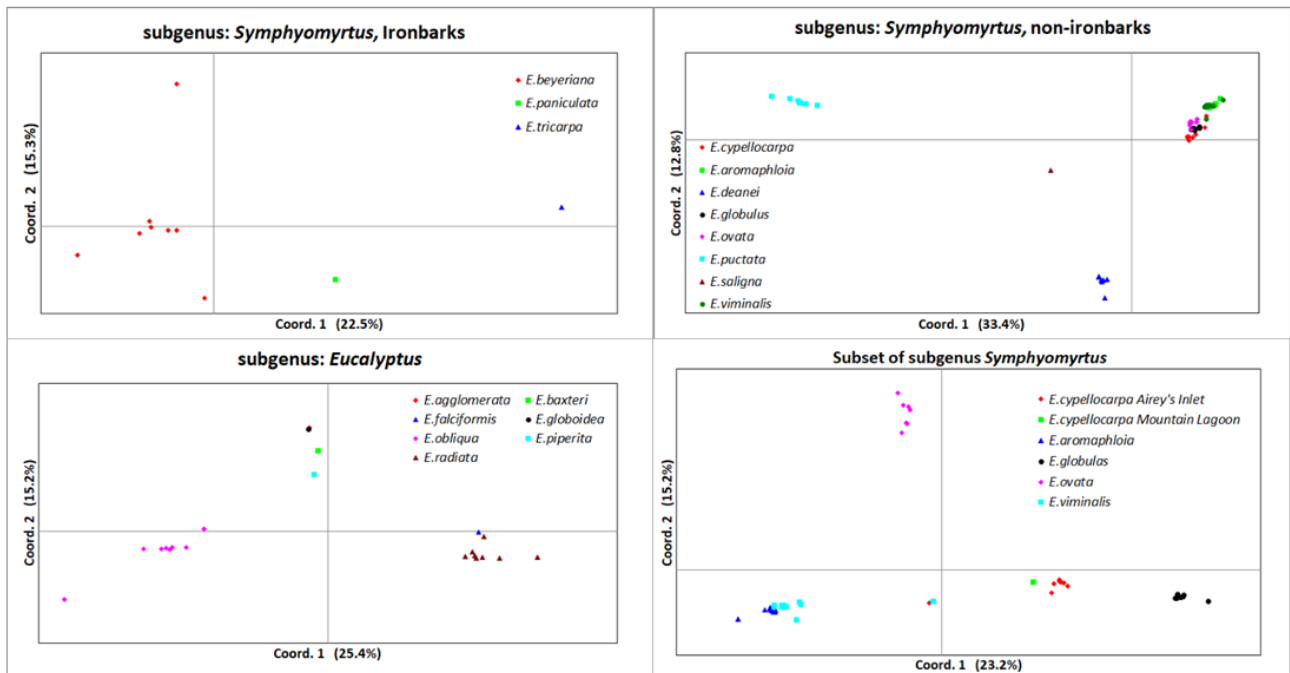 subgenus: Symphyomyrtus, Ironbarks
E.beyeriana
E.paniculata
E.tricarpa
Coord. 2 (15.3%)
Coord. 1 (22.5%)
subgenus: Symphyomyrtus, non-ironbarks
E.cypellocarpa
E.aromaphloia
E.deanei
E.globulus
E.ovata
E.puctata
E.saligna
E.viminalis
Coord. 2 (12.8%)
Coord. 1 (33.4%)
subgenus: Eucalyptus
E.agglomerata
E.baxteri
E.falciformis
E.globoidea
E.obliqua
E.piperita
E.radiata
Coord. 2 (15.2%)
Coord. 1 (25.4%)
Subset of subgenus Symphyomyrtus
E.cypellocarpa Airey's Inlet
E.cypellocarpa Mountain Lagoon
E.aromaphloia
E.globulas
E.ovata
E.viminalis
Coord. 2 (15.2%)
Coord. 1 (23.2%)